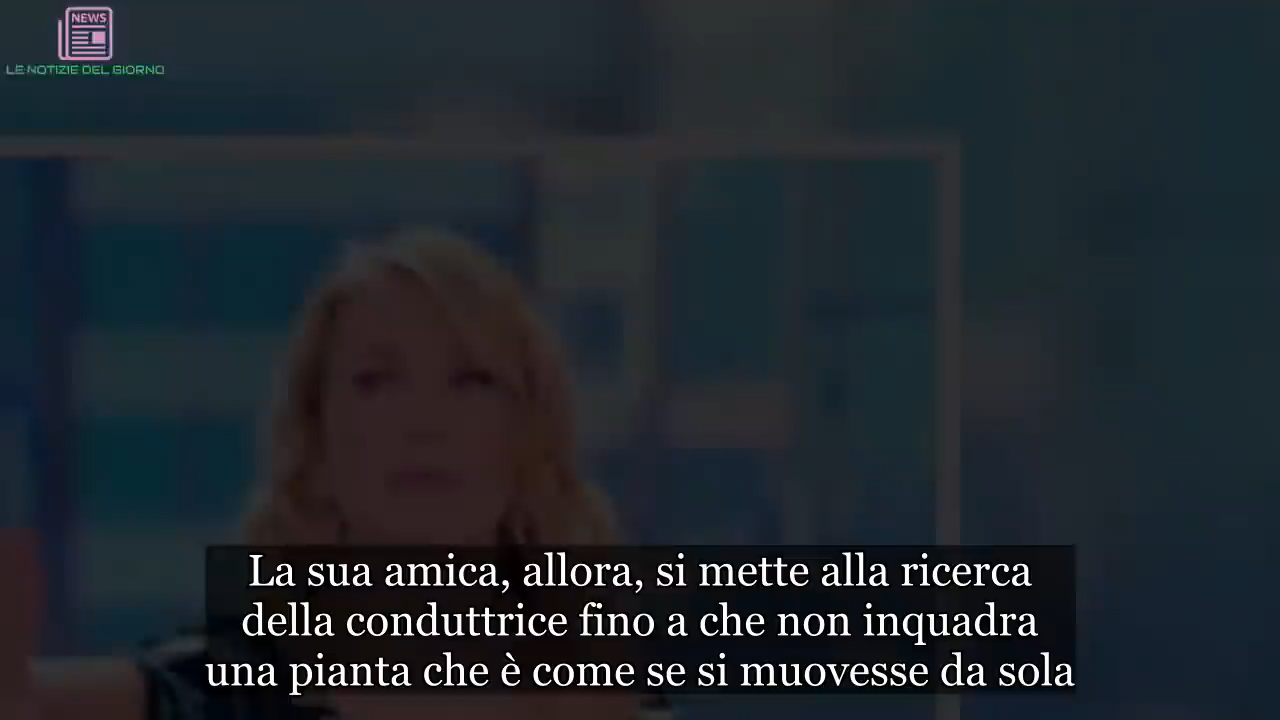 NEWS
LE NOTIZIE DEL GIORNO
La sua amica, allora, si mette alla ricerca
della conduttrice fino a che non inquadra
una pianta che è come se si muovesse da sola